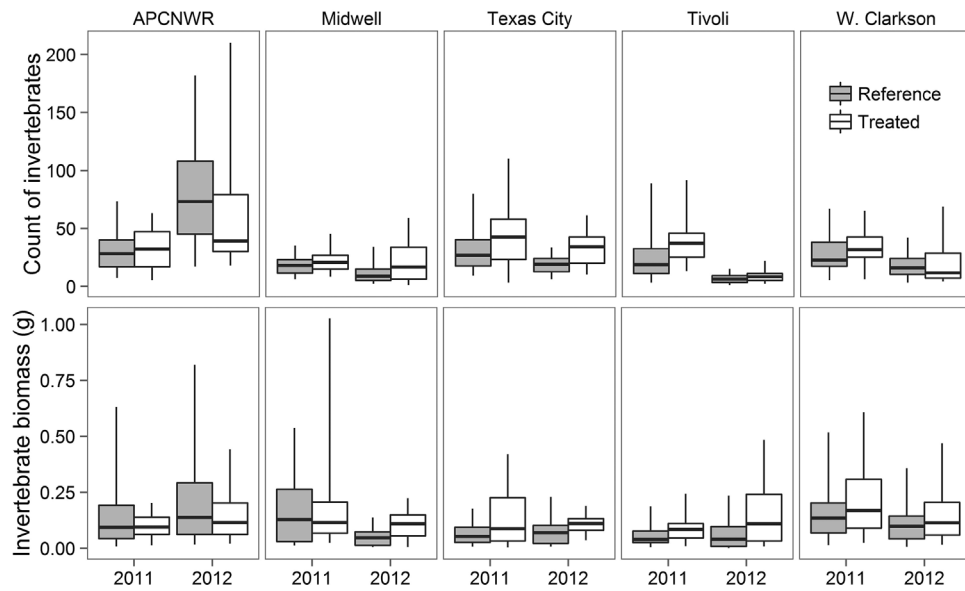 APCNWR Midwell Texas City Tivoli W. Clarkson
Count of invertebrates
200
150
100
50
0
Reference
Treated
Invertebrate biomass (g)
1.00
0.75
0.50
0.25
0.00
2011 2012 2011 2012 2011 2012 2011 2012 2011 2012